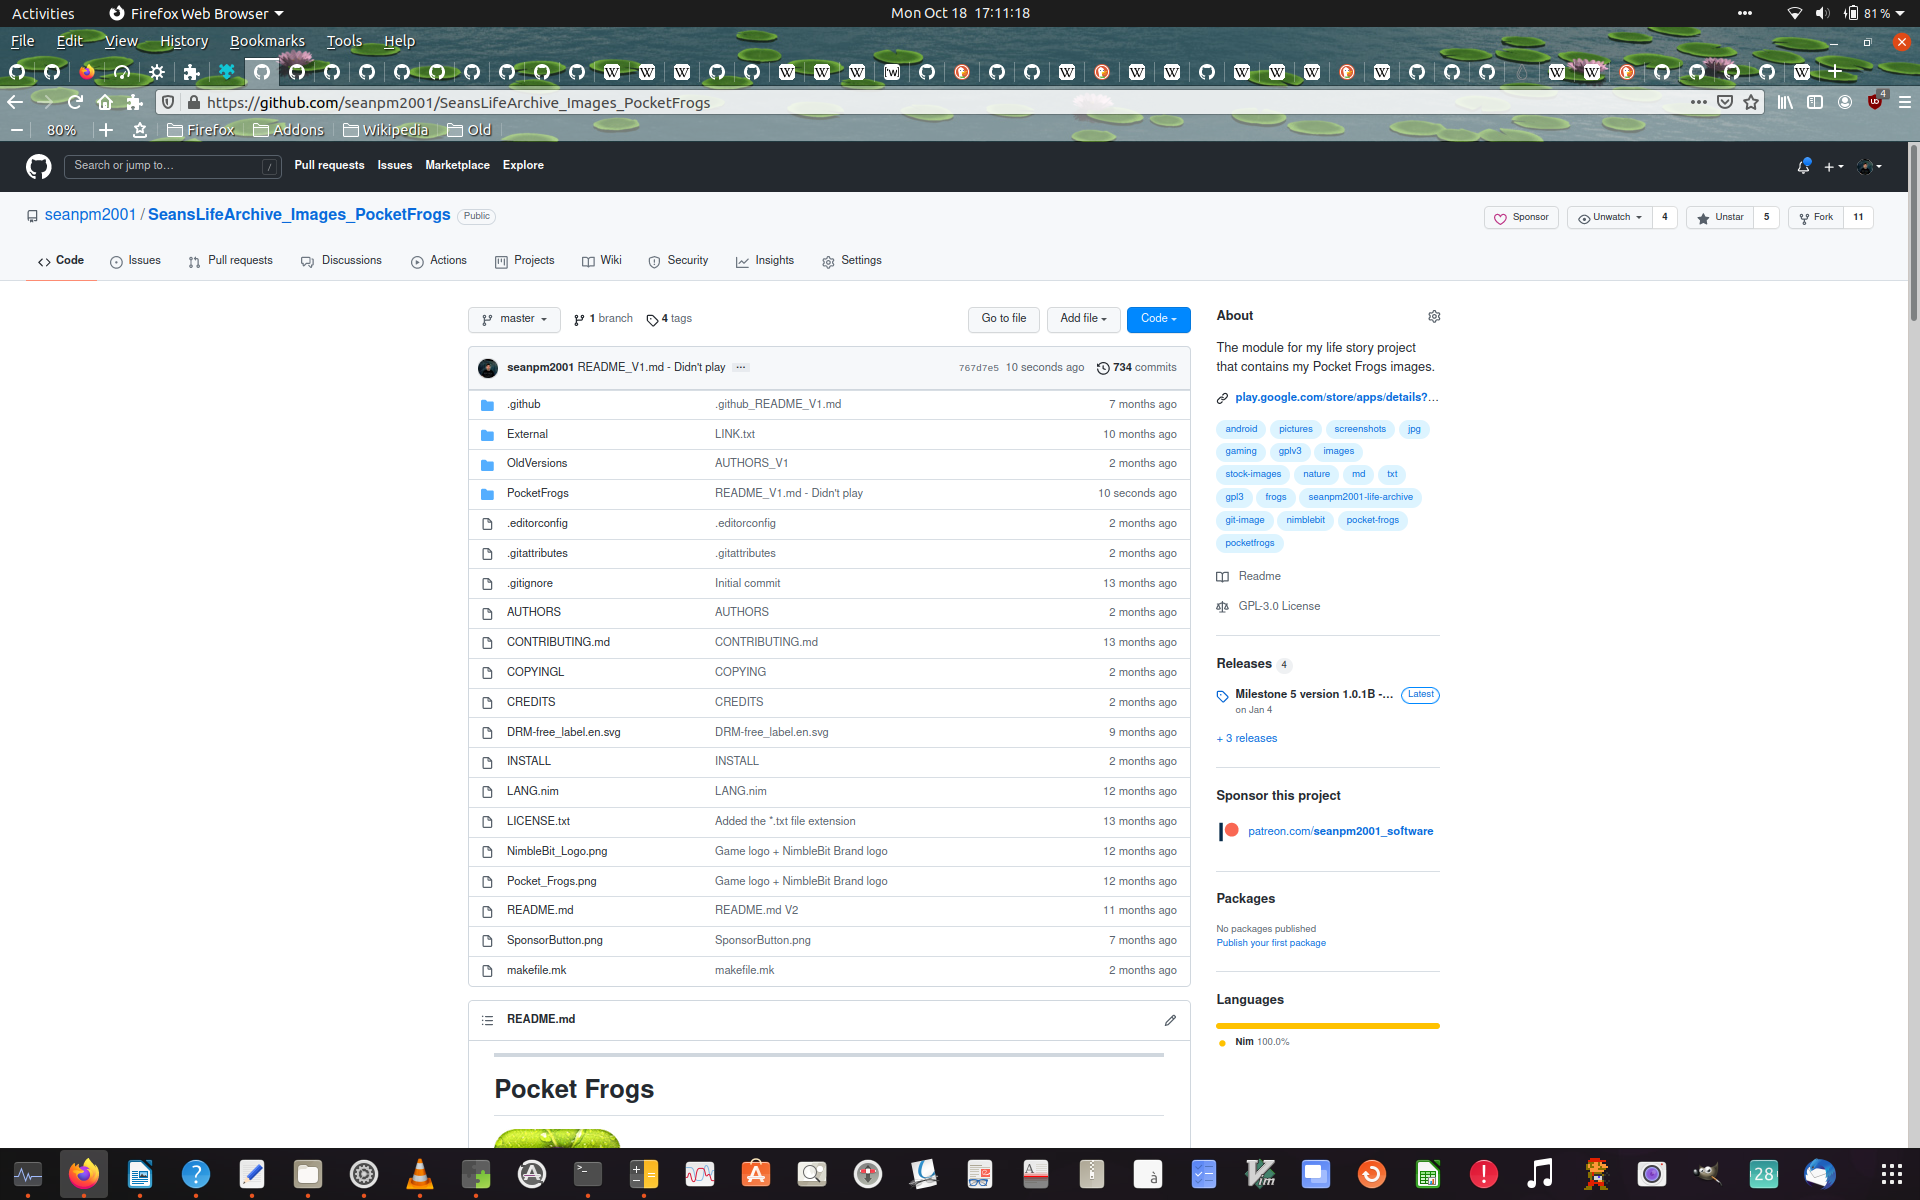 Activities Firefox Web Browser Mon Oct 18 17:11:18 81 %
File Edit View History Bookmarks Tools Help
https://github.com/seanpm2001/SeansLifeArchive_Images_PocketFrogs 4
80% Firefox Addons Wikipedia Old
Search or jump to… / Pull requests Issues Marketplace Explore
seanpm2001 / SeansLifeArchive_Images_PocketFrogs Public Sponsor Unwatch 4 Unstar 5 Fork 11
Code Issues Pull requests Discussions Actions Projects Wiki Security Insights Settings
master 1 branch 4 tags Go to file Add file Code
seanpm2001 README_V1.md - Didn't play ... 767d7e5 10 seconds ago 734 commits
.github .github_README_V1.md 7 months ago
External LINK.txt 10 months ago
OldVersions AUTHORS_V1 2 months ago
PocketFrogs README_V1.md - Didn't play 10 seconds ago
.editorconfig .editorconfig 2 months ago
.gitattributes .gitattributes 2 months ago
.gitignore Initial commit 13 months ago
AUTHORS AUTHORS 2 months ago
CONTRIBUTING.md CONTRIBUTING.md 13 months ago
COPYINGL COPYING 2 months ago
CREDITS CREDITS 2 months ago
DRM-free_label.en.svg DRM-free_label.en.svg 9 months ago
INSTALL INSTALL 2 months ago
LANG.nim LANG.nim 12 months ago
LICENSE.txt Added the *.txt file extension 13 months ago
NimbleBit_Logo.png Game logo + NimbleBit Brand logo 12 months ago
Pocket_Frogs.png Game logo + NimbleBit Brand logo 12 months ago
README.md README.md V2 11 months ago
SponsorButton.png SponsorButton.png 7 months ago
makefile.mk makefile.mk 2 months ago
README.md
Pocket Frogs
About
The module for my life story project
that contains my Pocket Frogs images.
play.google.com/store/apps/details?...
android pictures screenshots jpg
gaming gplv3 images
stock-images nature md txt
gpl3 frogs seanpm2001-life-archive
git-image nimblebit pocket-frogs
pocketfrogs
Readme
GPL-3.0 License
Releases 4
Milestone 5 version 1.0.1B -... Latest
on Jan 4
+ 3 releases
Sponsor this project
patreon.com/seanpm2001_software
Packages
No packages published
Publish your first package
Languages
Nim 100.0%
28